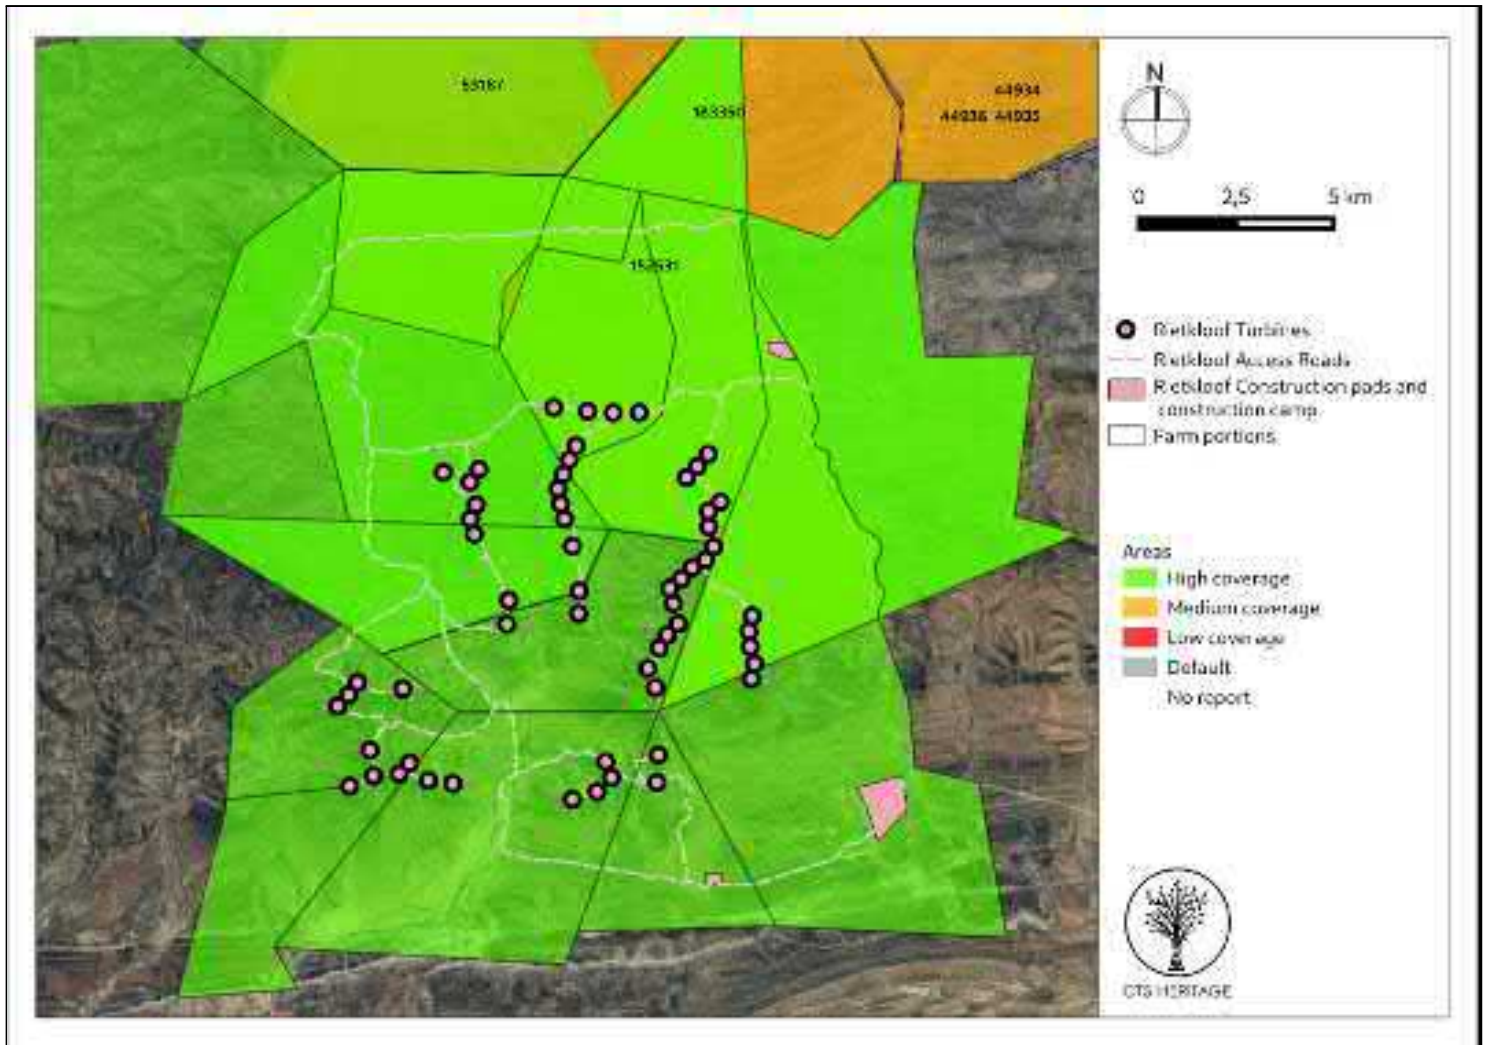 53187
163390
44934
44936 44935
152631
N
0 2,5 5 km
Rietkloof Turbines
Rietkloof Access Roads
Rietkloof Construction pads and
construction camp
Farm portions
Areas
High coverage
Medium coverage
Low coverage
Default
No report
CTS HERITAGE